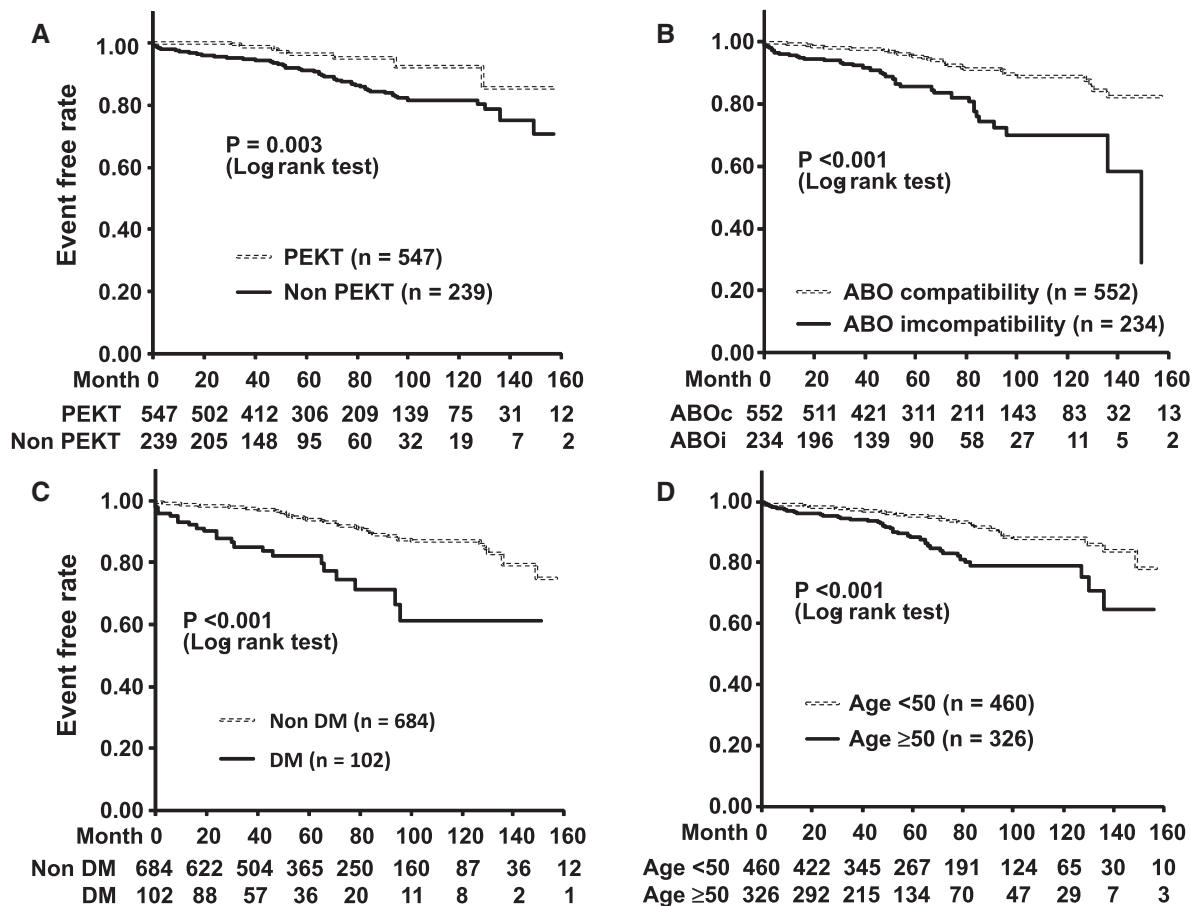 A
1.00
0.80
0.60
0.40
0.20
0.00
Event free rate
P = 0.003
(Log rank test)
PEKT (n = 547)
Non PEKT (n = 239)
Month 0 20 40 60 80 100 120 140 160
PEKT 547 502 412 306 209 139 75 31 12
Non PEKT 239 205 148 95 60 32 19 7 2
B
1.00
0.80
0.60
0.40
0.20
0.00
P <0.001
(Log rank test)
ABO compatibility (n = 552)
ABO imcompatibility (n = 234)
Month 0 20 40 60 80 100 120 140 160
ABOc 552 511 421 311 211 143 83 32 13
ABOi 234 196 139 90 58 27 11 5 2
C
1.00
0.80
0.60
0.40
0.20
0.00
Event free rate
P <0.001
(Log rank test)
Non DM (n = 684)
DM (n = 102)
Month 0 20 40 60 80 100 120 140 160
Non DM 684 622 504 365 250 160 87 36 12
DM 102 88 57 36 20 11 8 2 1
D
1.00
0.80
0.60
0.40
0.20
0.00
P <0.001
(Log rank test)
Age <50 (n = 460)
Age ≥50 (n = 326)
Month 0 20 40 60 80 100 120 140 160
Age <50 460 422 345 267 191 124 65 30 10
Age ≥50 326 292 215 134 70 47 29 7 3